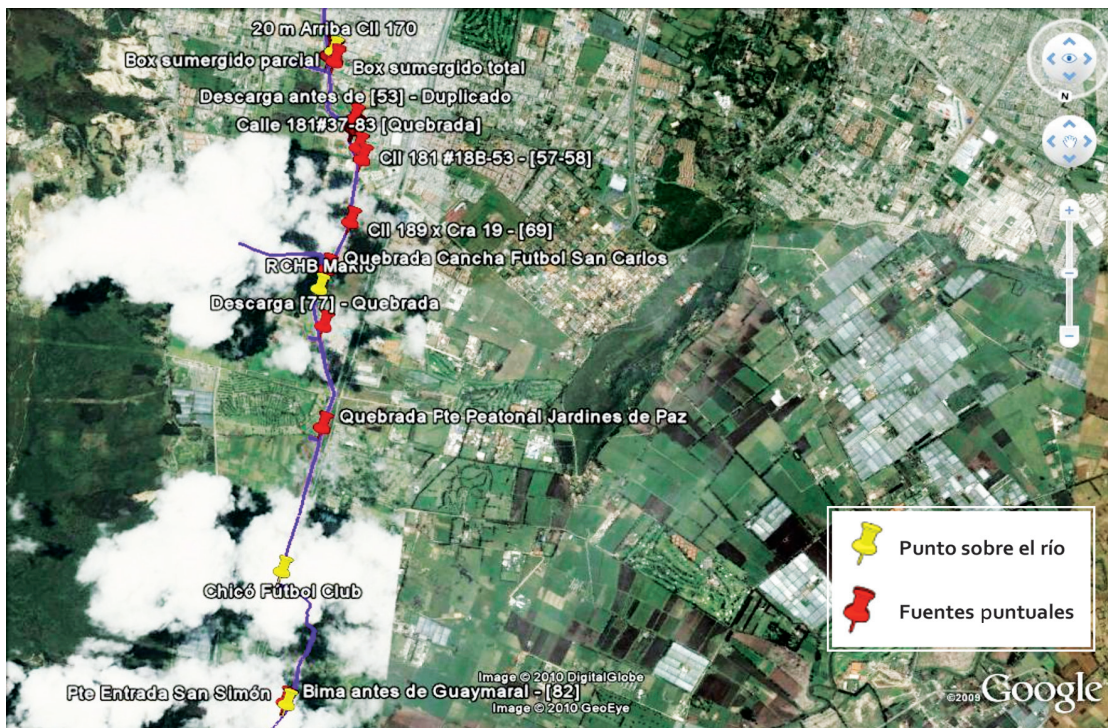 20 m Arriba Cll 170
Box sumergido parcial
Box sumergido total
Descarga antes de [53] - Duplicado
Calle 181#37-83 [Quebrada]
Cll 181 #18B-53 - [57-58]
Cll 189 x Cra 19 - [69]
Quebrada Cancha Futbol San Carlos
RCHB Makro
Descarga [77] - Quebrada
Quebrada Pte Peatonal Jardines de Paz
Chicó Fútbol Club
Pte Entrada San Simón
Bima antes de Guaymaral - [82]
N
Punto sobre el río
Fuentes puntuales
Image © 2010 DigitalGlobe
Image © 2010 GeoEye
©2009 Google